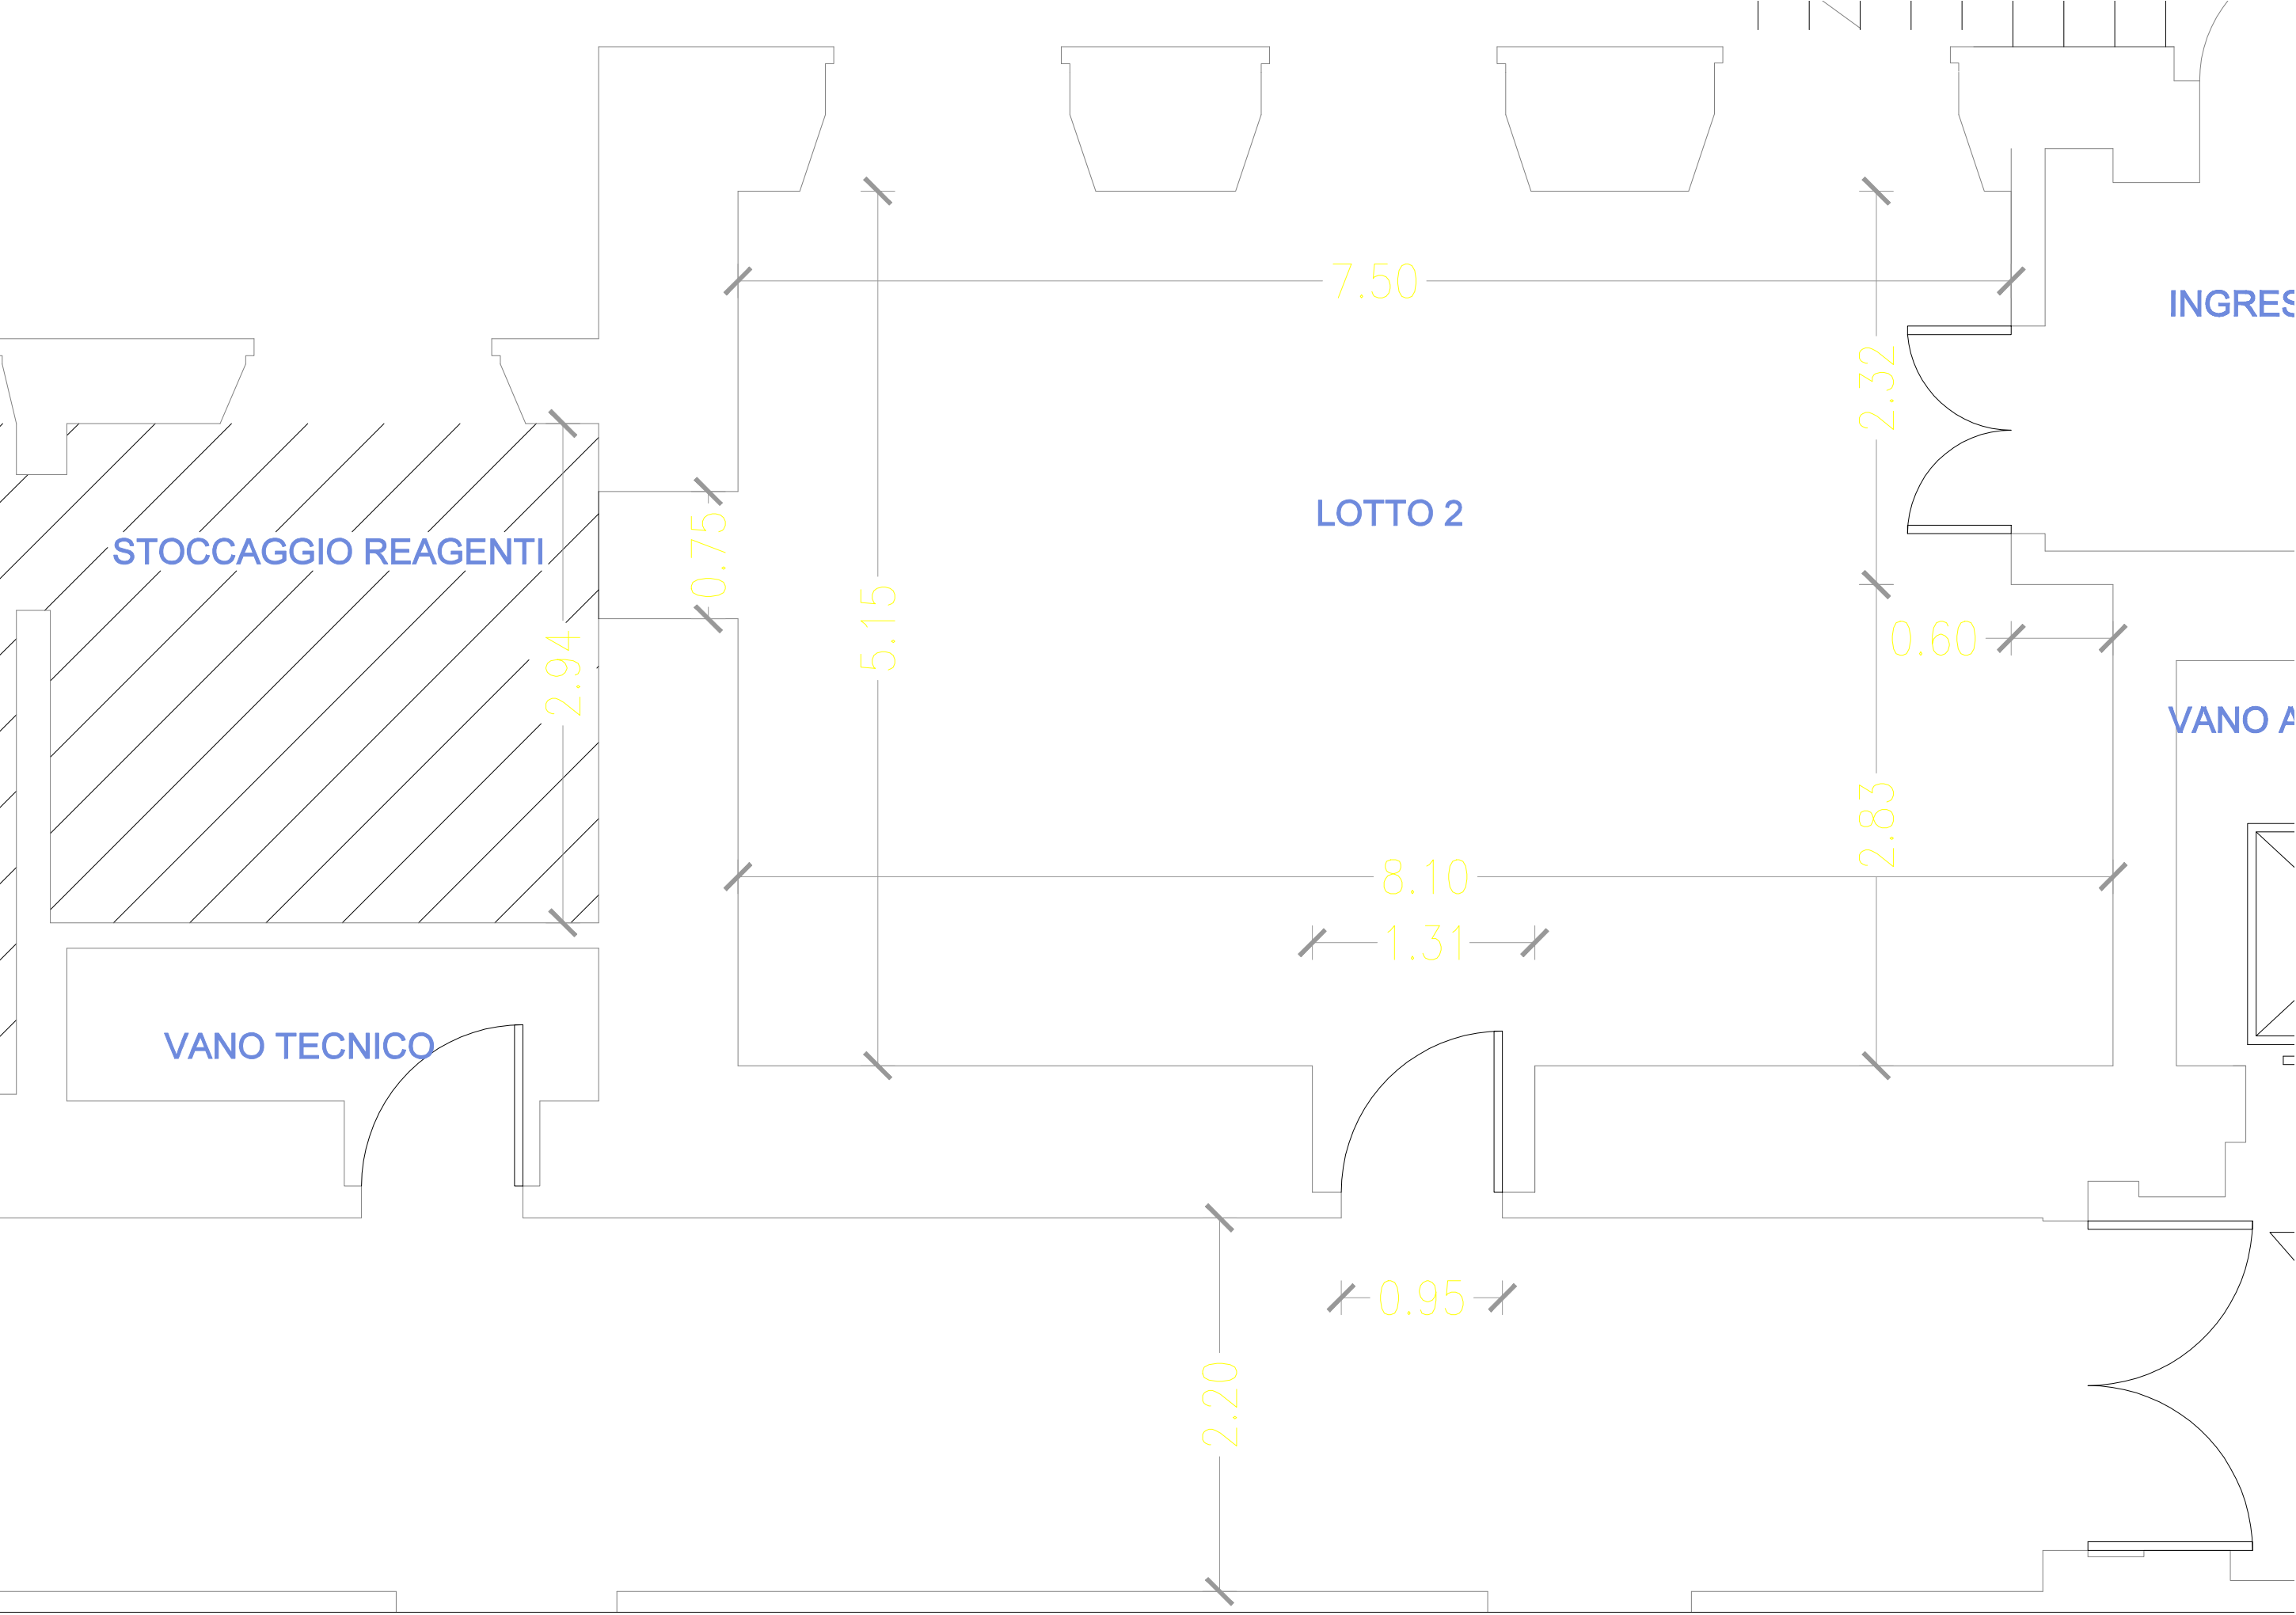 7.50
INGRES
2.32
LOTTO 2
STOCCAGGIO REAGENTI
0.75
5.15
0.60
2.94
VANO A
2.83
8.10
1.31
VANO TECNICO
0.95
2.20